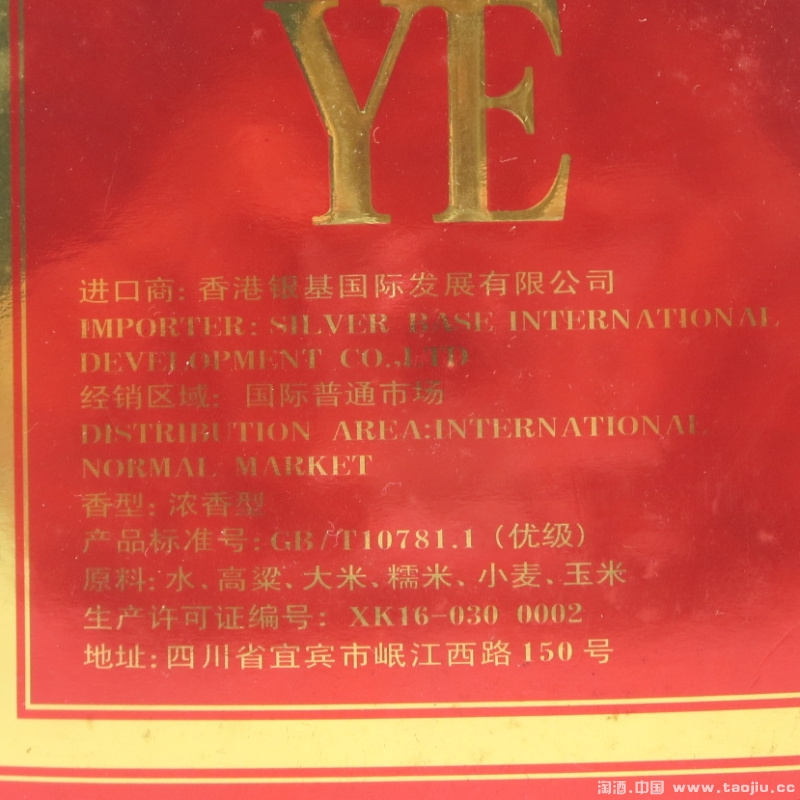 YE
进口商: 香港银基国际发展有限公司
IMPORTER: SILVER BASE INTERNATIONAL
DEVELOPMENT CO.,LTD
经销区域: 国际普通市场
DISTRIBUTION AREA:INTERNATIONAL
NORMAL MARKET
香型: 浓香型
产品标准号: GB/T10781.1 (优级)
原料: 水、高粱、大米、糯米、小麦、玉米
生产许可证编号: XK16-030 0002
地址: 四川省宜宾市岷江西路150号
淘酒.中国 www.taojiu.cc